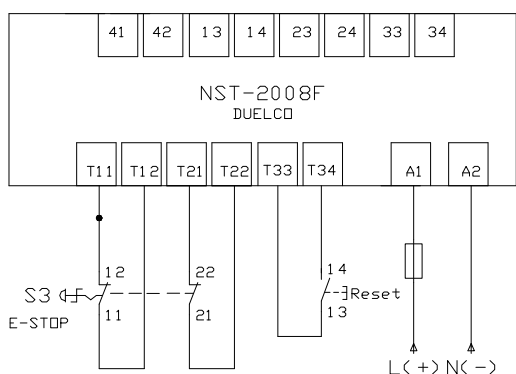 41 42 13 14 23 24 33 34
NST-2008F
DUELCO
T11 T12 T21 T22 T33 T34 A1 A2
12 22 14
S3 Reset
11 21 13
E-STOP
L(+) N(-)